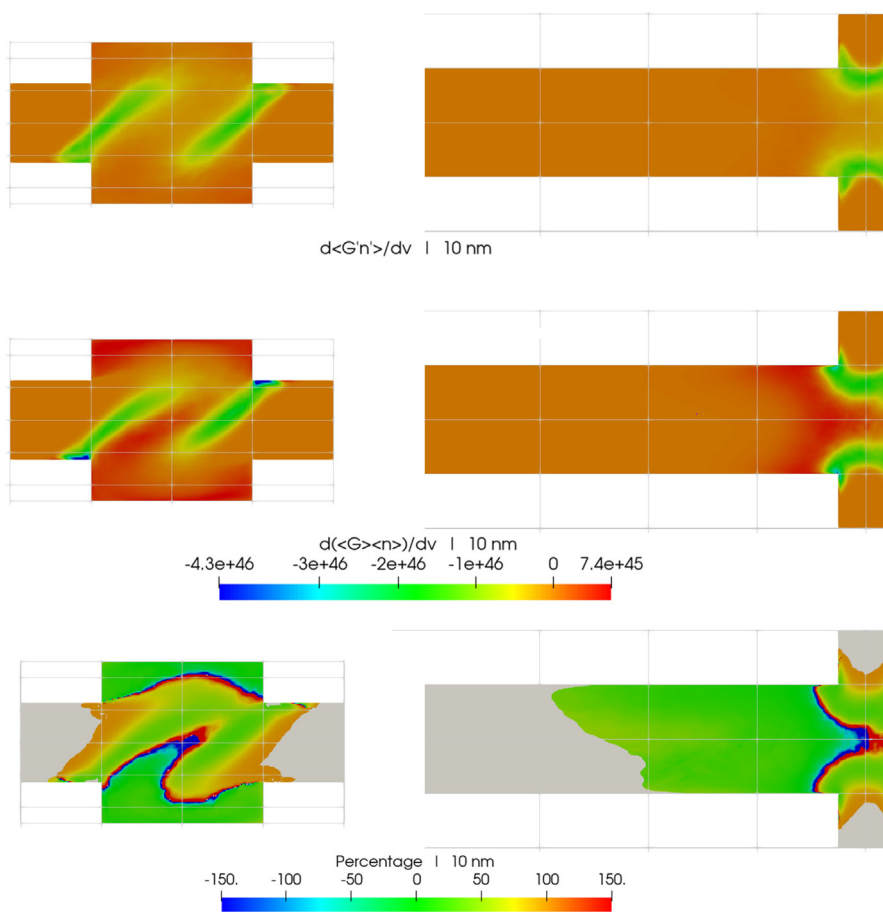 d<G'n'>/dv | 10 nm
d(<G><n>)/dv | 10 nm
-4.3e+46 -3e+46 -2e+46 -1e+46 0 7.4e+45
Percentage | 10 nm
-150. -100 -50 0 50 100 150.